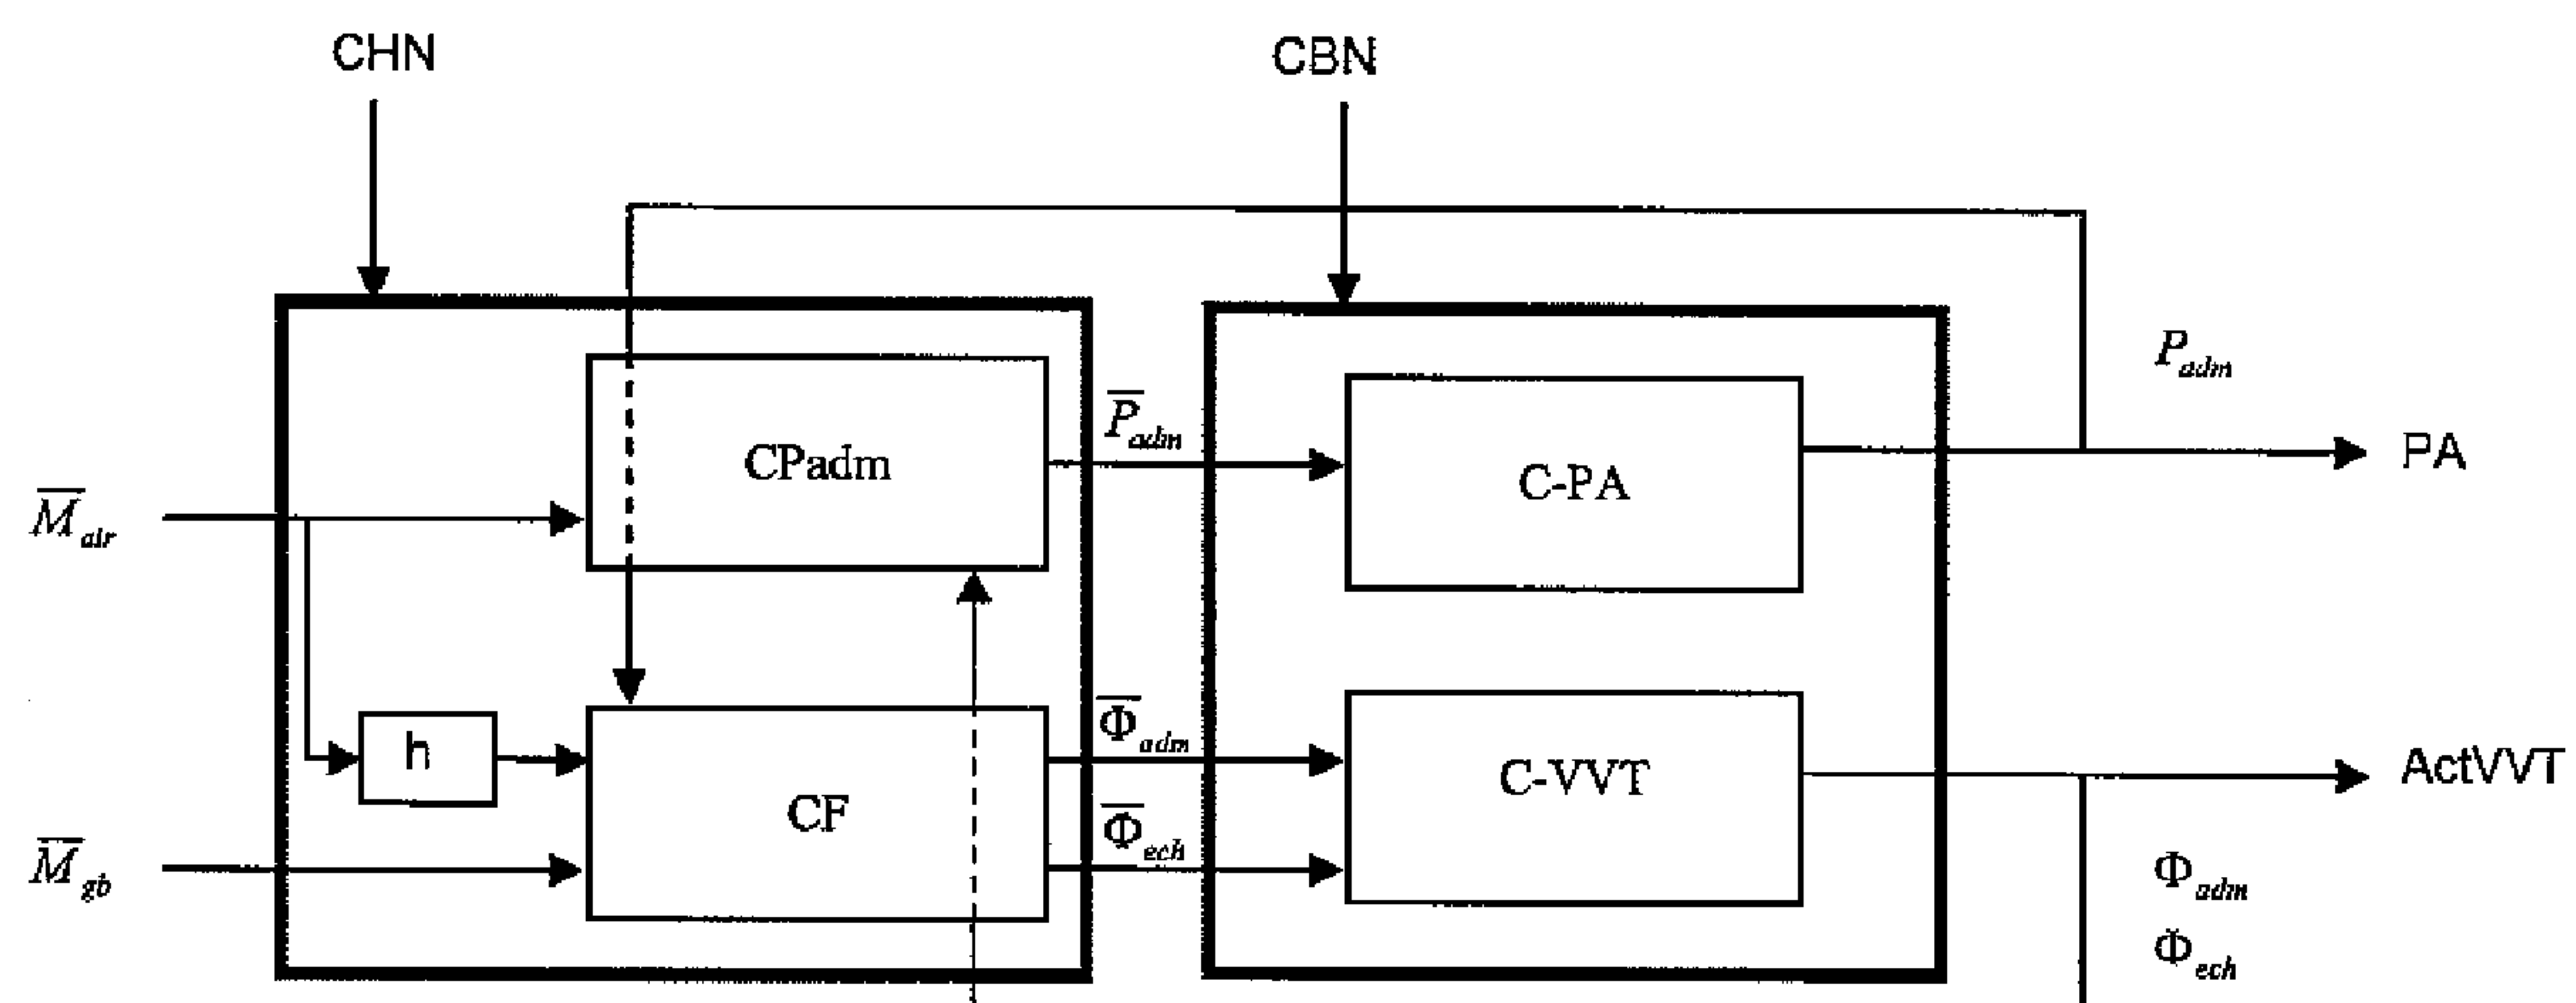 CHN
CBN
P_adm
P̅_adm
CPadm
C-PA
PA
M̅_air
Φ̅_adm
h
C-VVT
ActVVT
CF
Φ̅_ech
M̅_gb
Φ_adm
Φ_ech